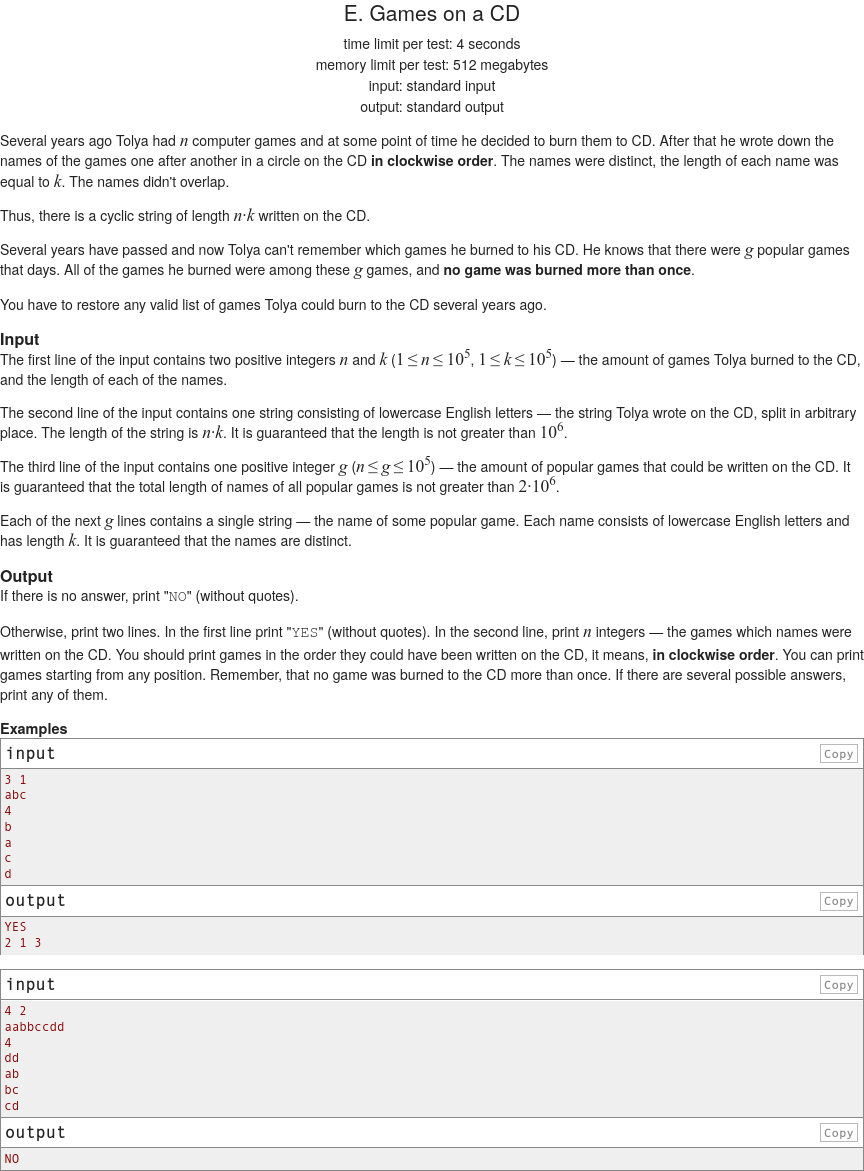 E. Games on a CD
time limit per test: 4 seconds
memory limit per test: 512 megabytes
input: standard input
output: standard output
Several years ago Tolya had n computer games and at some point of time he decided to burn them to CD. After that he wrote down the
names of the games one after another in a circle on the CD in clockwise order. The names were distinct, the length of each name was
equal to k. The names didn't overlap.
Thus, there is a cyclic string of length n·k written on the CD.
Several years have passed and now Tolya can't remember which games he burned to his CD. He knows that there were g popular games
that days. All of the games he burned were among these g games, and no game was burned more than once.
You have to restore any valid list of games Tolya could burn to the CD several years ago.
Input
The first line of the input contains two positive integers n and k (1 ≤ n ≤ 10^5, 1 ≤ k ≤ 10^5) — the amount of games Tolya burned to the CD,
and the length of each of the names.
The second line of the input contains one string consisting of lowercase English letters — the string Tolya wrote on the CD, split in arbitrary
place. The length of the string is n·k. It is guaranteed that the length is not greater than 10^6.
The third line of the input contains one positive integer g (n ≤ g ≤ 10^5) — the amount of popular games that could be written on the CD. It
is guaranteed that the total length of names of all popular games is not greater than 2·10^6.
Each of the next g lines contains a single string — the name of some popular game. Each name consists of lowercase English letters and
has length k. It is guaranteed that the names are distinct.
Output
If there is no answer, print "NO" (without quotes).
Otherwise, print two lines. In the first line print "YES" (without quotes). In the second line, print n integers — the games which names were
written on the CD. You should print games in the order they could have been written on the CD, it means, in clockwise order. You can print
games starting from any position. Remember, that no game was burned to the CD more than once. If there are several possible answers,
print any of them.
Examples
input
Copy
3 1
abc
4
b
a
c
d
output
Copy
YES
2 1 3
input
Copy
4 2
aabbccdd
4
dd
ab
bc
cd
output
Copy
NO